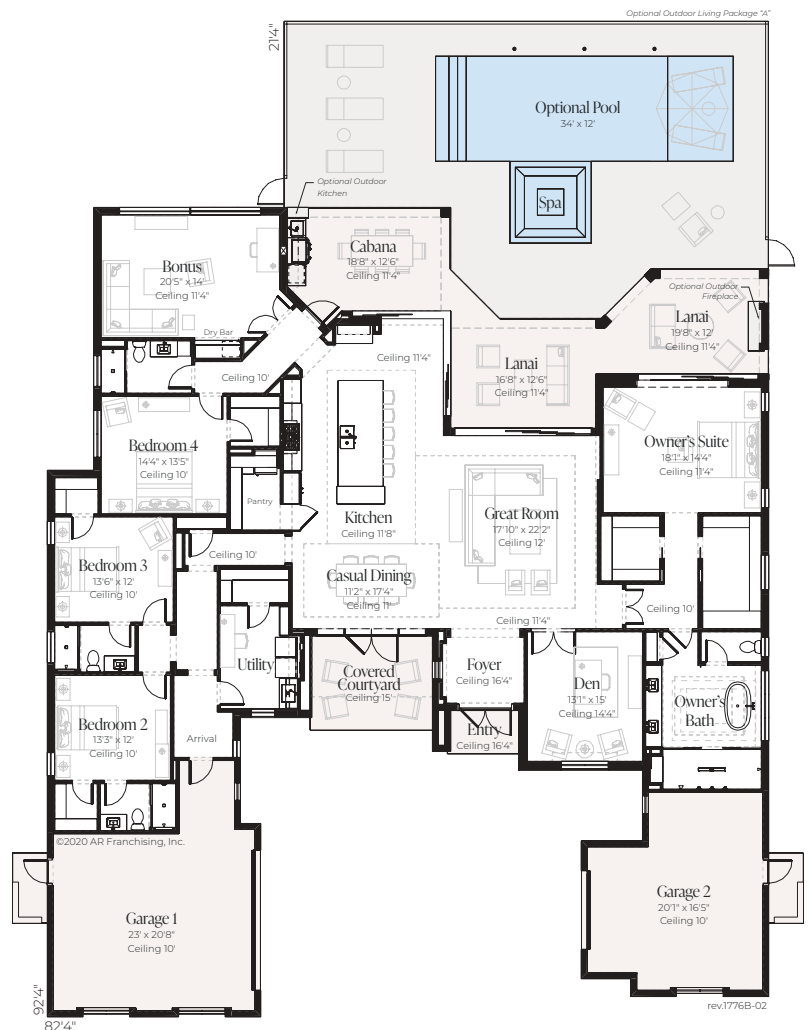 Optional Outdoor Living Package "A"
21'4"
Optional Pool
34' x 12'
Optional Outdoor
Kitchen
Spa
Cabana
18'8" x 12'6"
Ceiling 11'4"
Bonus
20'5" x 14'
Ceiling 11'4"
Optional Outdoor
Fireplace
Lanai
19'8" x 12'
Ceiling 11'4"
Dry Bar
Ceiling 11'4"
Lanai
16'8" x 12'6"
Ceiling 11'4"
Ceiling 10'
Bedroom 4
14'4" x 13'5"
Ceiling 10'
Owner's Suite
18'1" x 14'4"
Ceiling 11'4"
Pantry
Kitchen
Ceiling 11'8"
Great Room
17'10" x 22'2"
Ceiling 12'
Ceiling 10'
Bedroom 3
13'6" x 12'
Ceiling 10'
Casual Dining
11'2" x 17'4"
Ceiling 11'
Ceiling 11'4"
Ceiling 10'
Utility
Covered
Courtyard
Ceiling 15'
Foyer
Ceiling 16'4"
Den
13'1" x 15'
Ceiling 14'4"
Owner's
Bath
Bedroom 2
13'3" x 12'
Ceiling 10'
Arrival
Entry
Ceiling 16'4"
©2020 AR Franchising, Inc.
Garage 1
23' x 20'8"
Ceiling 10'
Garage 2
20'1" x 16'5"
Ceiling 10'
92'4"
82'4"
rev.1776B-02